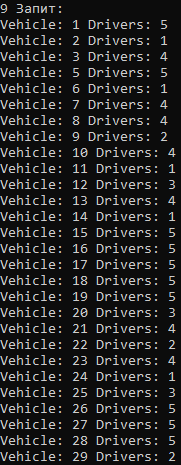 9 Запит:
Vehicle: 1 Drivers: 5
Vehicle: 2 Drivers: 1
Vehicle: 3 Drivers: 4
Vehicle: 5 Drivers: 5
Vehicle: 6 Drivers: 1
Vehicle: 7 Drivers: 4
Vehicle: 8 Drivers: 4
Vehicle: 9 Drivers: 2
Vehicle: 10 Drivers: 4
Vehicle: 11 Drivers: 1
Vehicle: 12 Drivers: 3
Vehicle: 13 Drivers: 4
Vehicle: 14 Drivers: 1
Vehicle: 15 Drivers: 5
Vehicle: 16 Drivers: 5
Vehicle: 17 Drivers: 5
Vehicle: 18 Drivers: 5
Vehicle: 19 Drivers: 5
Vehicle: 20 Drivers: 3
Vehicle: 21 Drivers: 4
Vehicle: 22 Drivers: 2
Vehicle: 23 Drivers: 4
Vehicle: 24 Drivers: 1
Vehicle: 25 Drivers: 3
Vehicle: 26 Drivers: 5
Vehicle: 27 Drivers: 5
Vehicle: 28 Drivers: 5
Vehicle: 29 Drivers: 2